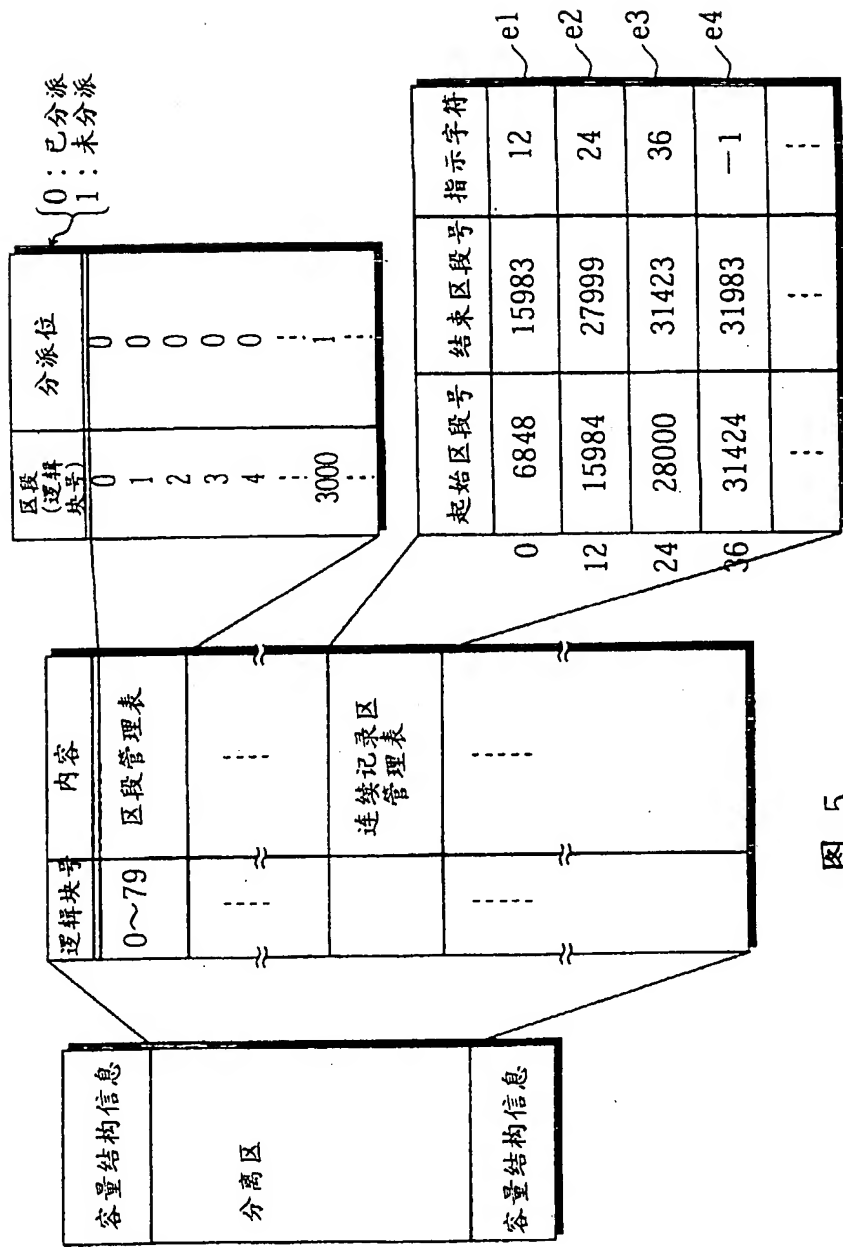 容量结构信息
分离区
容量结构信息
逻辑块号 内容
0～79 区段管理表
连续记录区
管理表
区段
(逻辑
块号) 分派位
0 0
1 0
2 0
3 0
4 0
3000 1
0：已分派
1：未分派
起始区段号 结束区段号 指示字符
0 6848 15983 12 e1
12 15984 27999 24 e2
24 28000 31423 36 e3
36 31424 31983 －1 e4
图 5